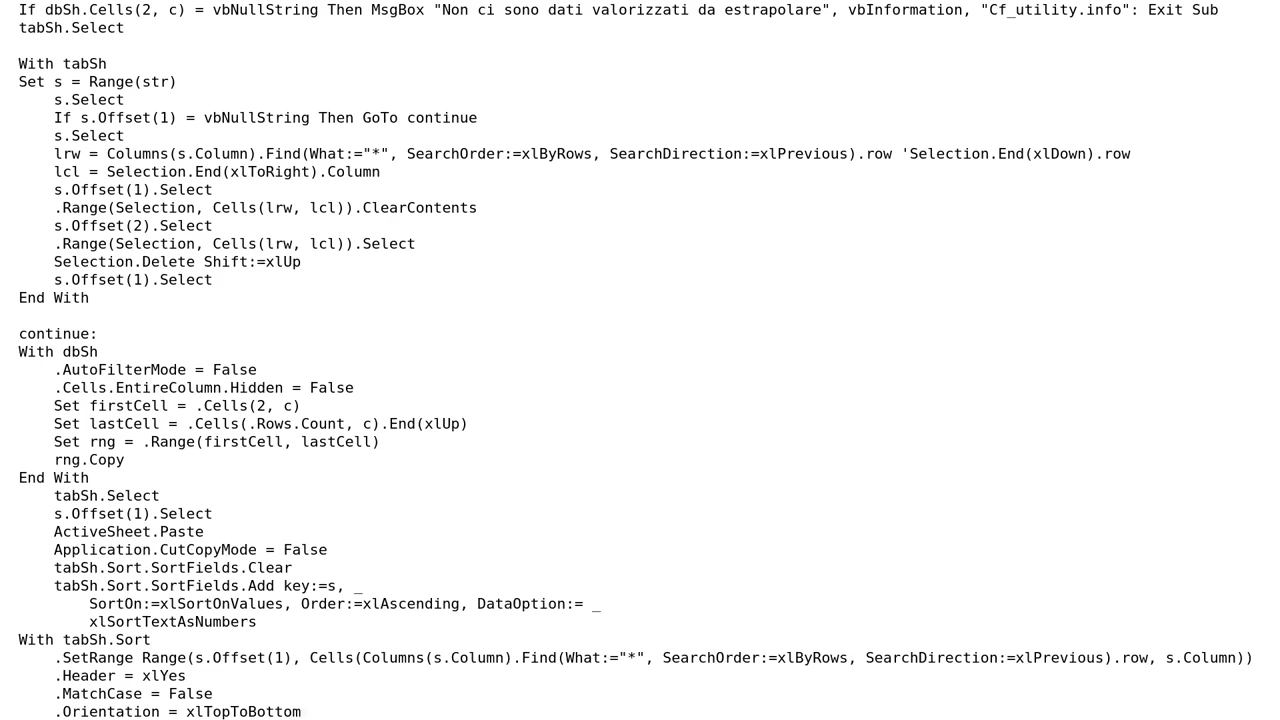 If dbSh.Cells(2, c) = vbNullString Then MsgBox "Non ci sono dati valorizzati da estrapolare", vbInformation, "Cf_utility.info": Exit Sub
tabSh.Select
With tabSh
Set s = Range(str)
s.Select
If s.Offset(1) = vbNullString Then GoTo continue
s.Select
lrw = Columns(s.Column).Find(What:="*", SearchOrder:=xlByRows, SearchDirection:=xlPrevious).row 'Selection.End(xlDown).row
lcl = Selection.End(xlToRight).Column
s.Offset(1).Select
.Range(Selection, Cells(lrw, lcl)).ClearContents
s.Offset(2).Select
.Range(Selection, Cells(lrw, lcl)).Select
Selection.Delete Shift:=xlUp
s.Offset(1).Select
End With
continue:
With dbSh
.AutoFilterMode = False
.Cells.EntireColumn.Hidden = False
Set firstCell = .Cells(2, c)
Set lastCell = .Cells(.Rows.Count, c).End(xlUp)
Set rng = .Range(firstCell, lastCell)
rng.Copy
End With
tabSh.Select
s.Offset(1).Select
ActiveSheet.Paste
Application.CutCopyMode = False
tabSh.Sort.SortFields.Clear
tabSh.Sort.SortFields.Add key:=s, _
SortOn:=xlSortOnValues, Order:=xlAscending, DataOption:= _
xlSortTextAsNumbers
With tabSh.Sort
.SetRange Range(s.Offset(1), Cells(Columns(s.Column).Find(What:="*", SearchOrder:=xlByRows, SearchDirection:=xlPrevious).row, s.Column))
.Header = xlYes
.MatchCase = False
.Orientation = xlTopToBottom